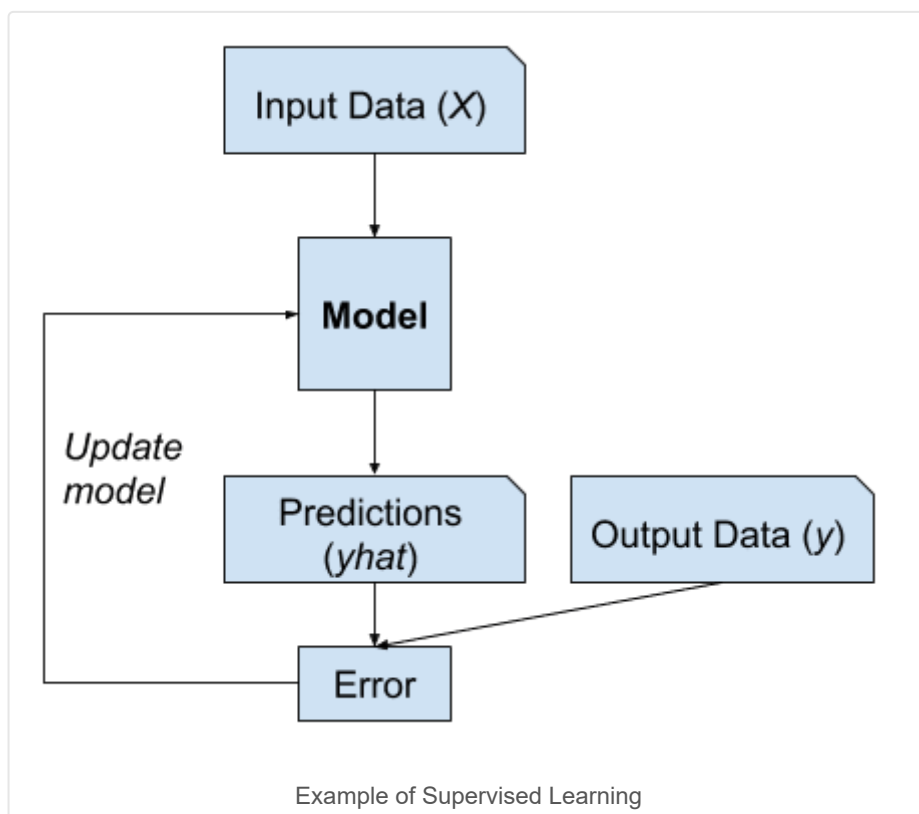 Input Data (X)
Model
Update
model
Predictions
(yhat)
Output Data (y)
Error
Example of Supervised Learning